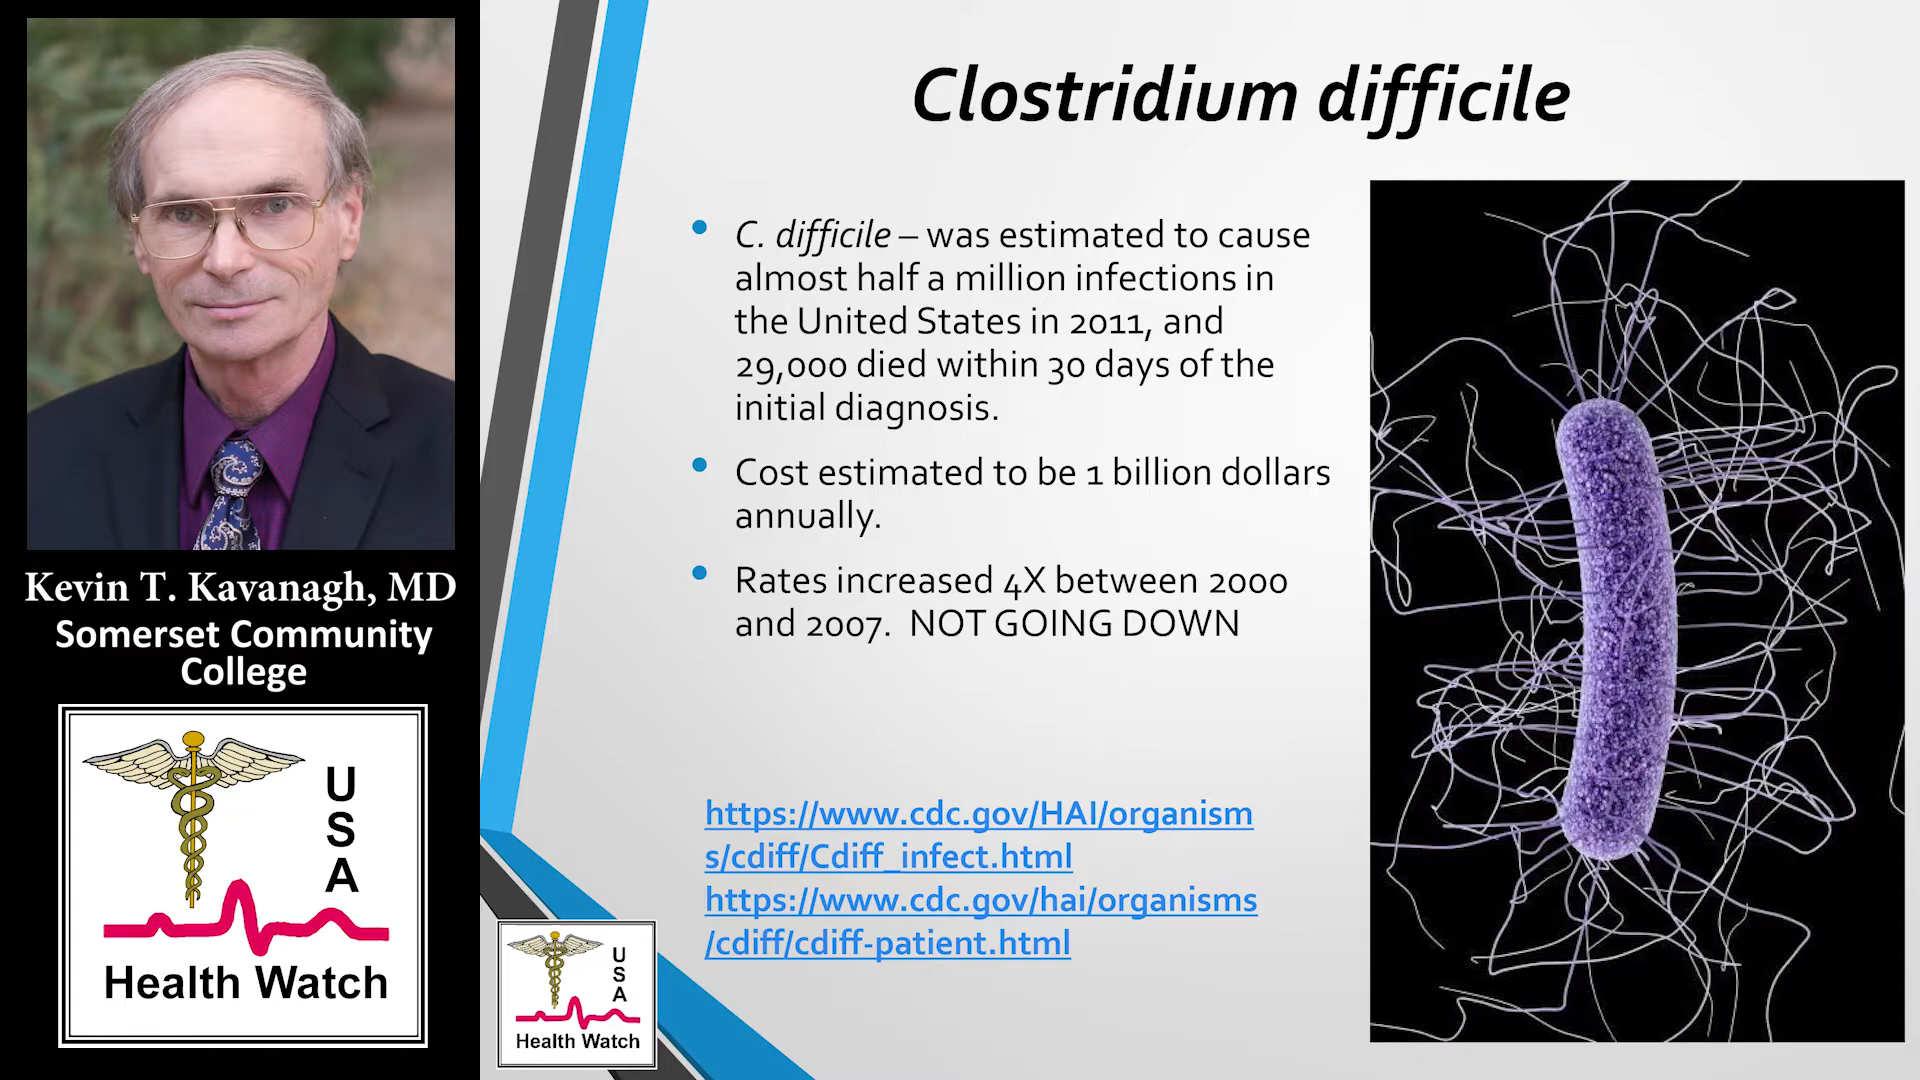 Kevin T. Kavanagh, MD
Somerset Community
College
U
S
A
Health Watch
Clostridium difficile
• C. difficile – was estimated to cause
almost half a million infections in
the United States in 2011, and
29,000 died within 30 days of the
initial diagnosis.
• Cost estimated to be 1 billion dollars
annually.
• Rates increased 4X between 2000
and 2007.  NOT GOING DOWN
https://www.cdc.gov/HAI/organism
s/cdiff/Cdiff_infect.html
https://www.cdc.gov/hai/organisms
/cdiff/cdiff-patient.html
U
S
A
Health Watch